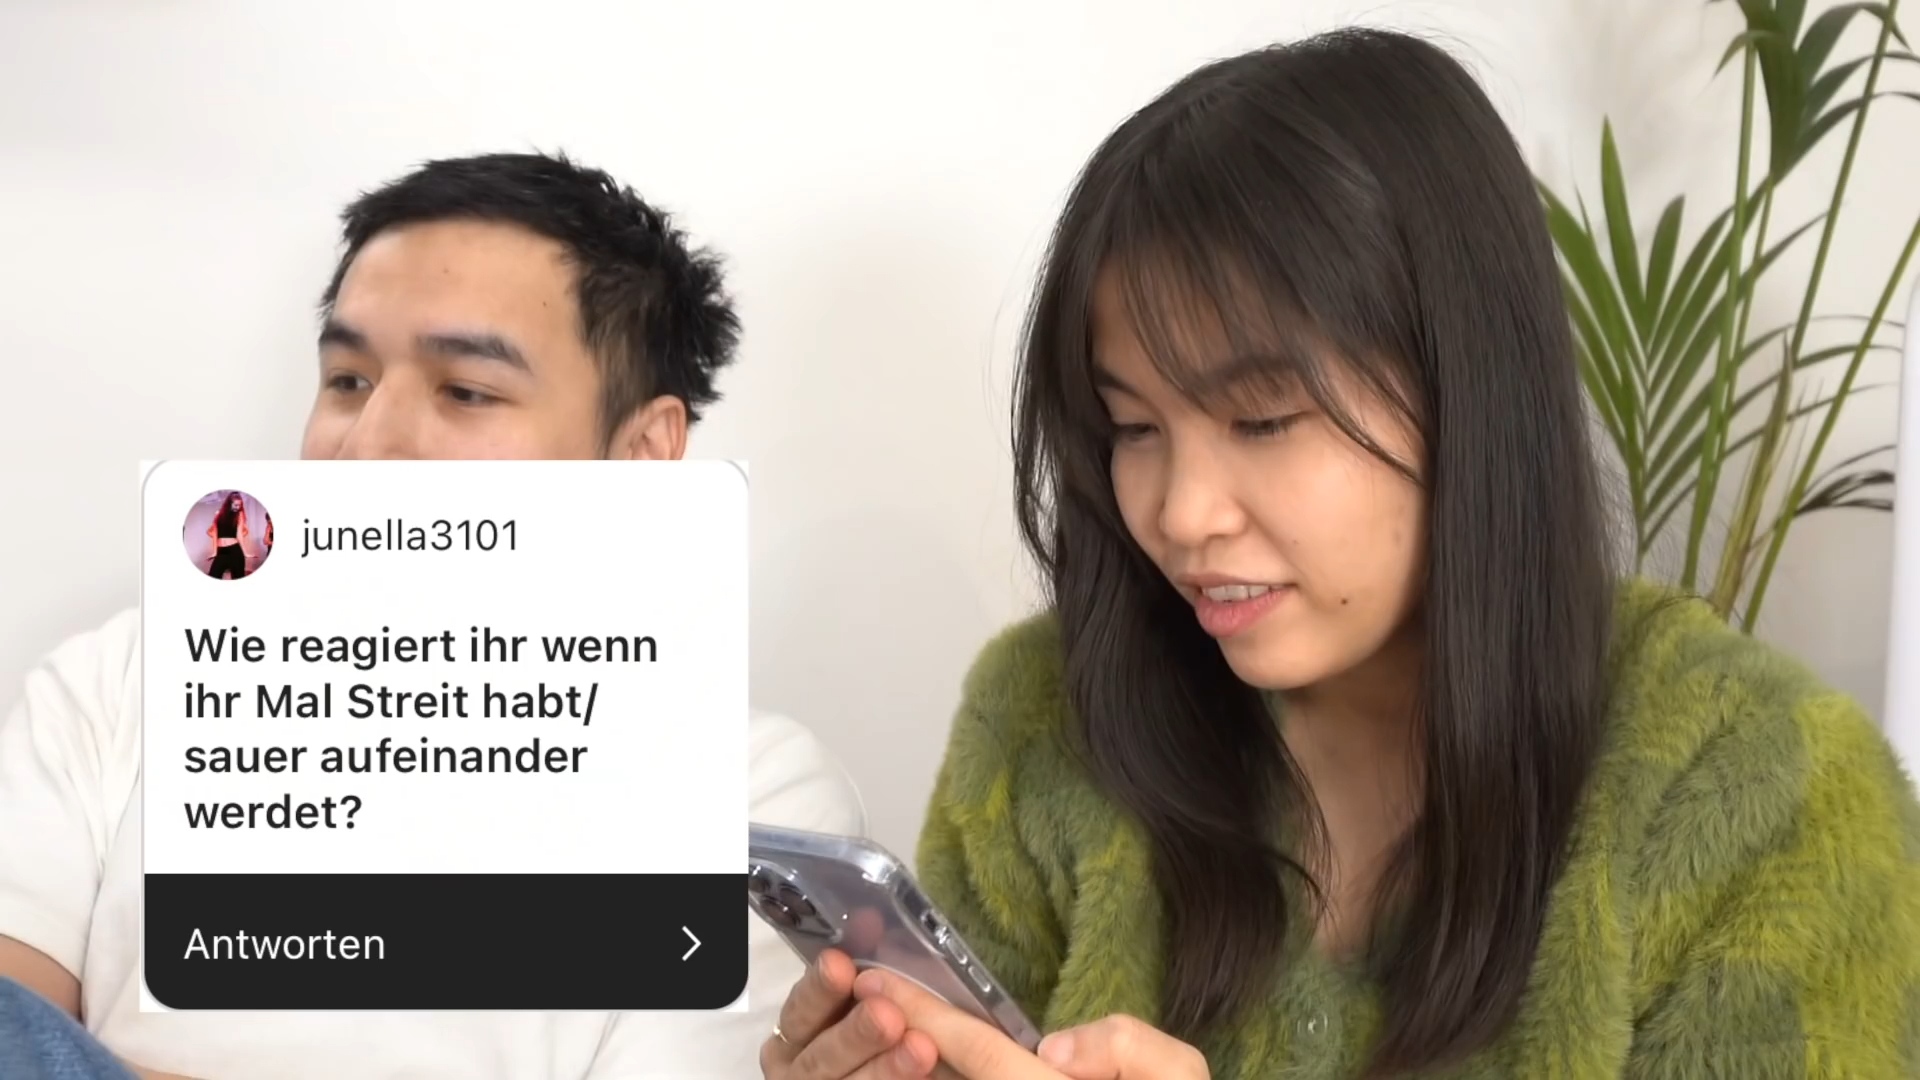 junella3101
Wie reagiert ihr wenn
ihr Mal Streit habt/
sauer aufeinander
werdet?
Antworten